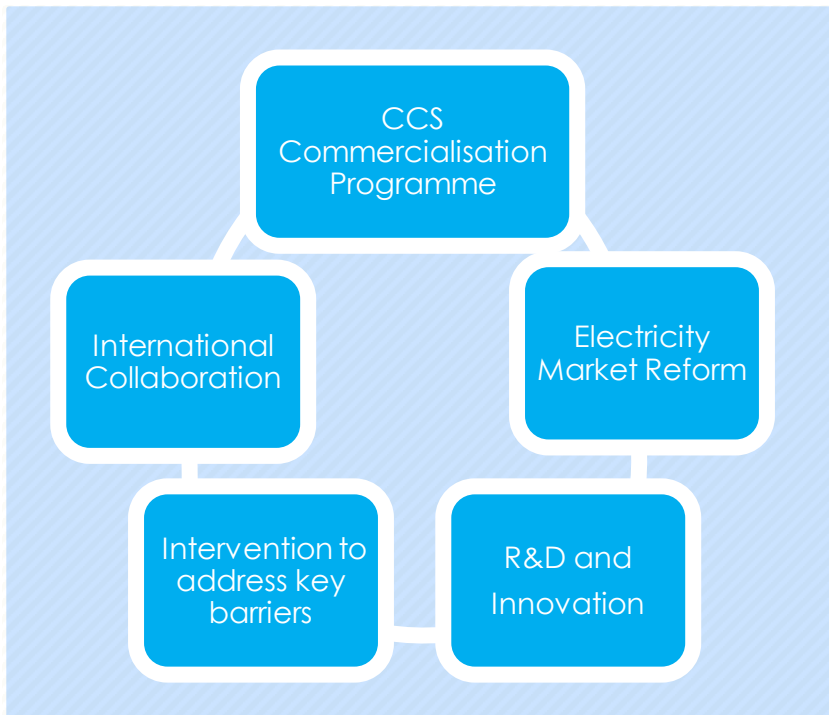 CCS
Commercialisation
Programme
International
Collaboration
Electricity
Market Reform
Intervention to
address key
barriers
R&D and
Innovation